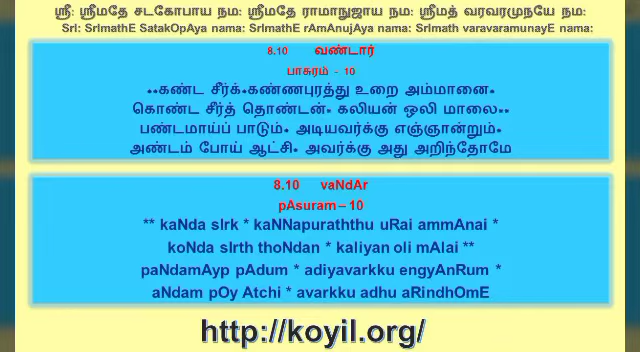 ஸ்ரீ: ஸ்ரீமதே சடகோபாய நம: ஸ்ரீமதே ராமாநுஜாய நம: ஸ்ரீமத் வரவரமுநயே நம:
SrI: SrImathE SatakOpAya nama: SrImathE rAmAnujAya nama: SrImath varavaramunayE nama:
8.10 வண்டார்
பாசுரம் - 10
**கண்ட சீர்க்*கண்ணபுரத்து உறை அம்மானை*
கொண்ட சீர்த் தொண்டன்* கலியன் ஒலி மாலை**
பண்டமாய்ப் பாடும்* அடியவர்க்கு எஞ்ஞான்றும்*
அண்டம் போய் ஆட்சி* அவர்க்கு அது அறிந்தோமே
8.10 vaNdAr
pAsuram – 10
** kaNda sIrk * kaNNapuraththu uRai ammAnai *
koNda sIrth thoNdan * kaliyan oli mAlai **
paNdamAyp pAdum * adiyavarkku engyAnRum *
aNdam pOy Atchi * avarkku adhu aRindhOmE
http://koyil.org/